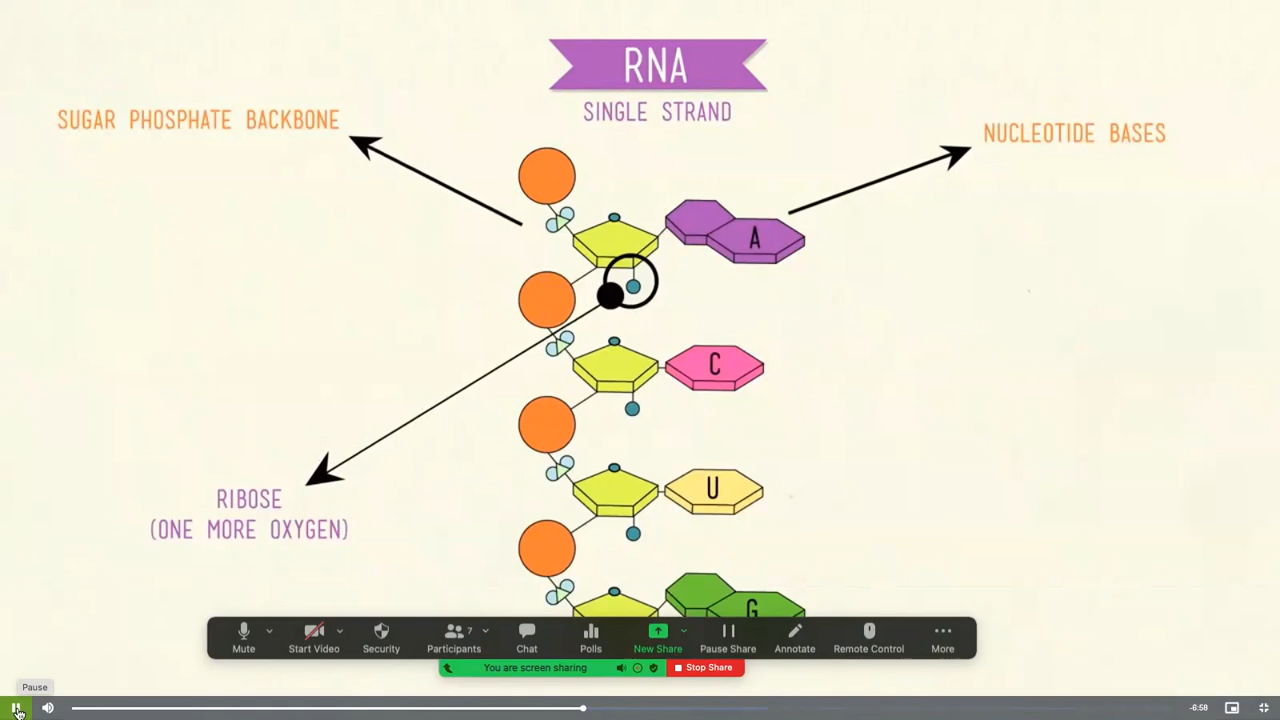 RNA
SINGLE STRAND
SUGAR PHOSPHATE BACKBONE
NUCLEOTIDE BASES
A
C
RIBOSE
(ONE MORE OXYGEN)
U
G
Mute
Start Video
Security
Participants 7
Chat
Polls
New Share
Pause Share
Annotate
Remote Control
More
You are screen sharing
Stop Share
Pause
-6:58